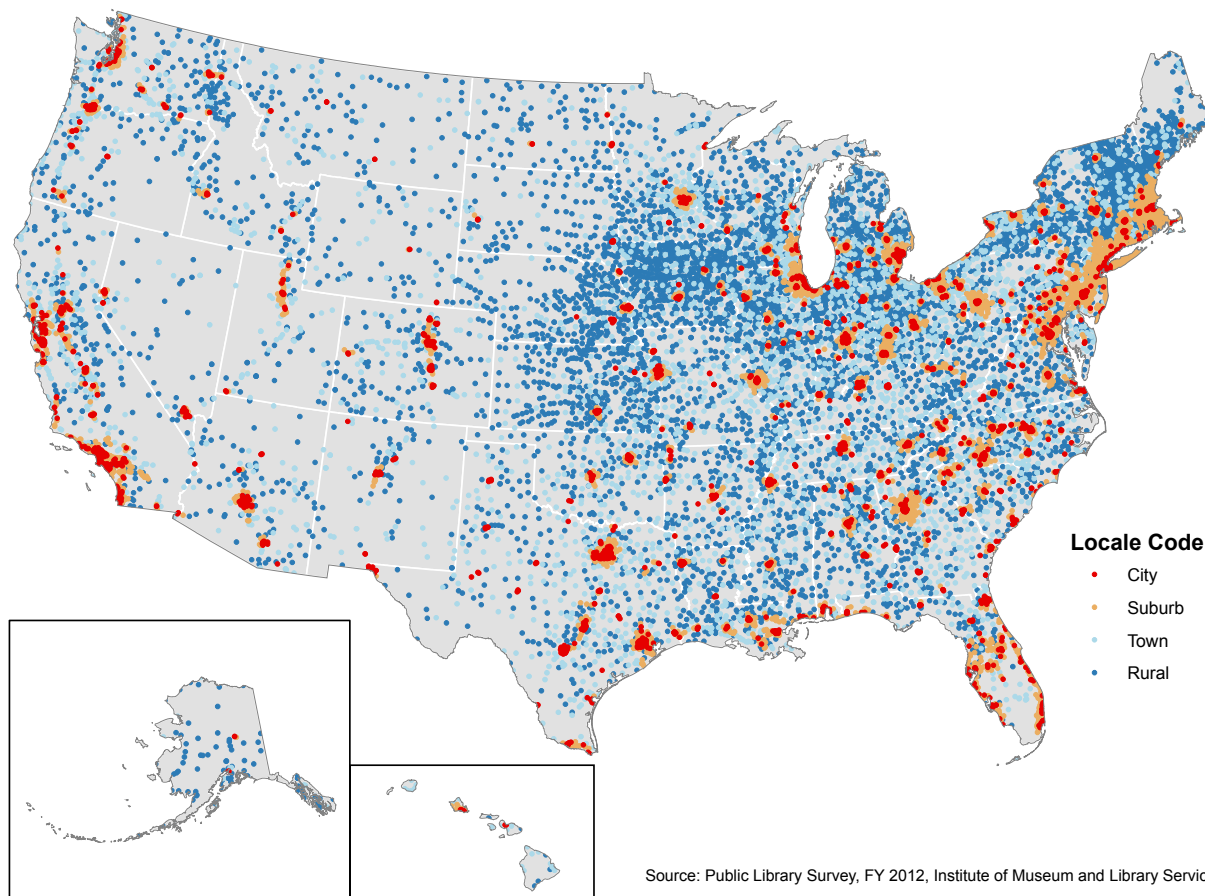 Locale Code
City
Suburb
Town
Rural
Source: Public Library Survey, FY 2012, Institute of Museum and Library Servic